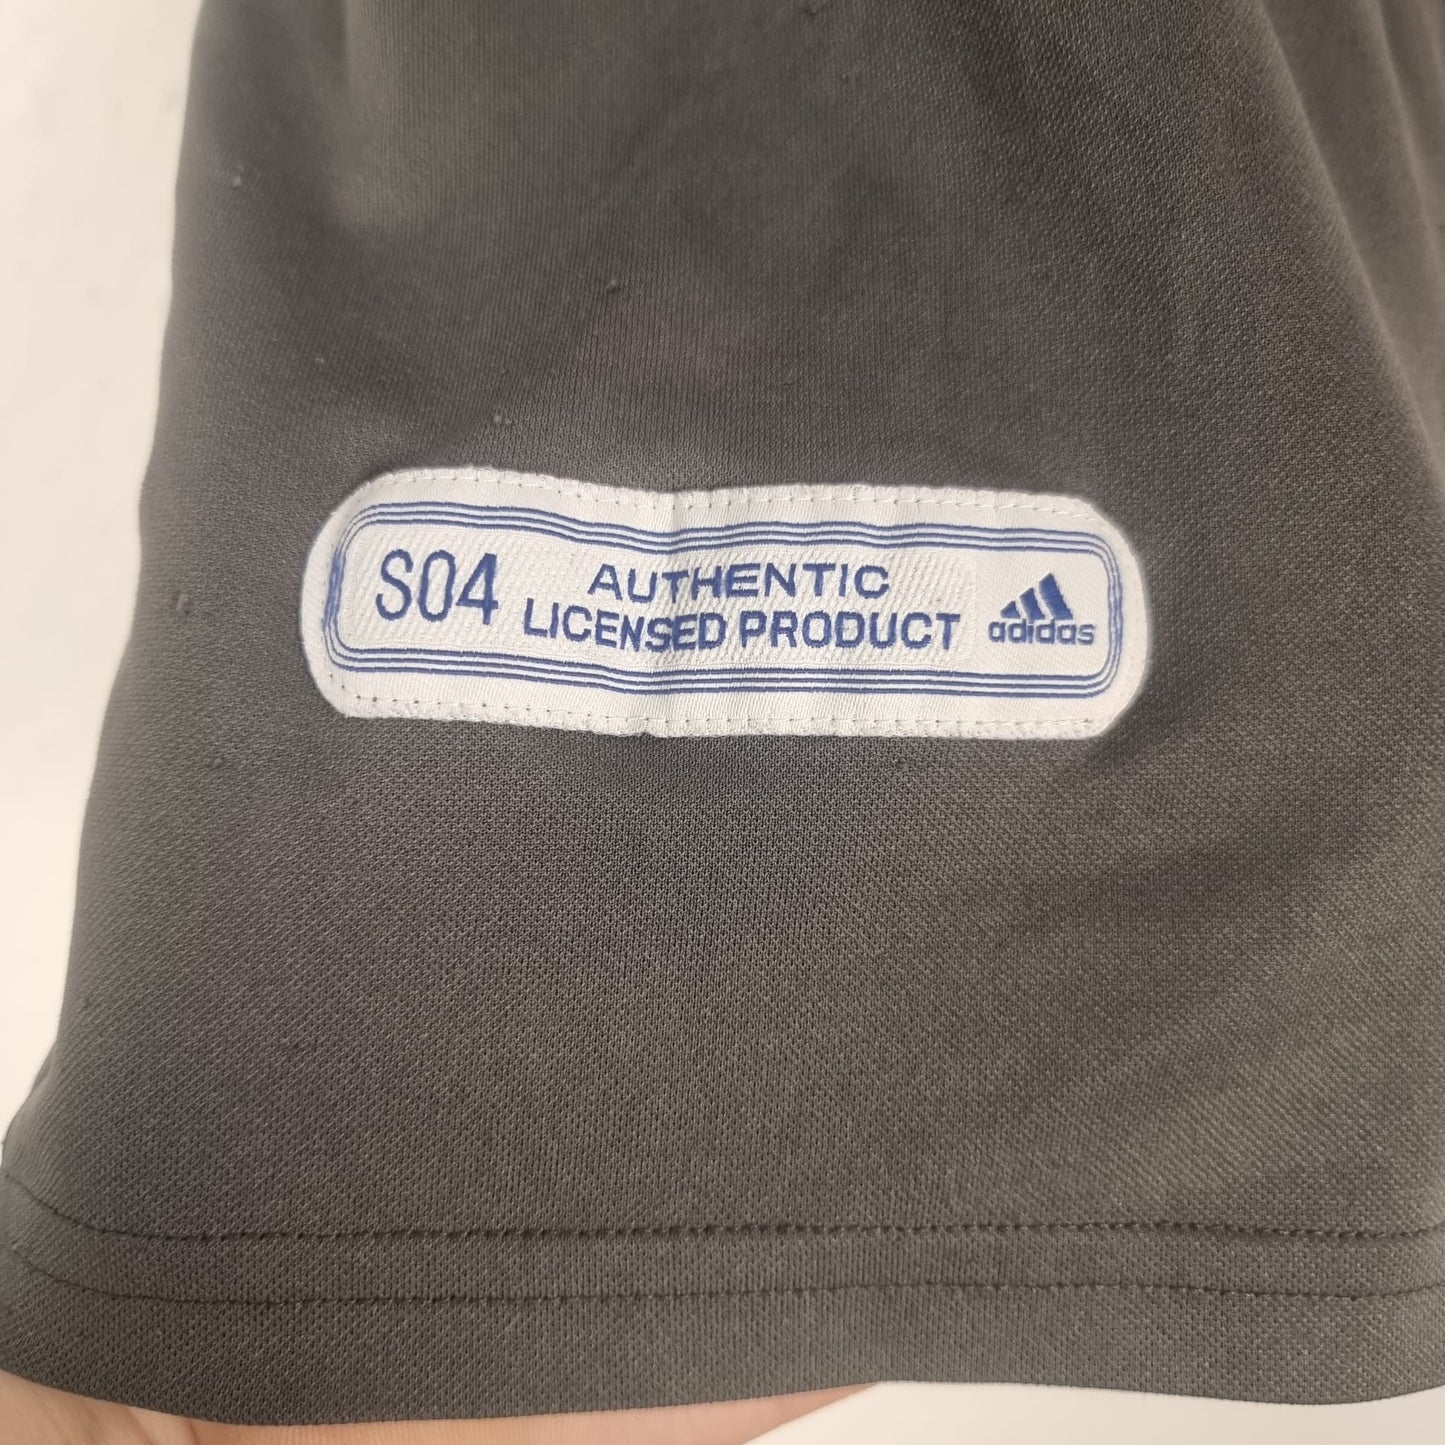 S04
AUTHENTIC
LICENSED PRODUCT
adidas